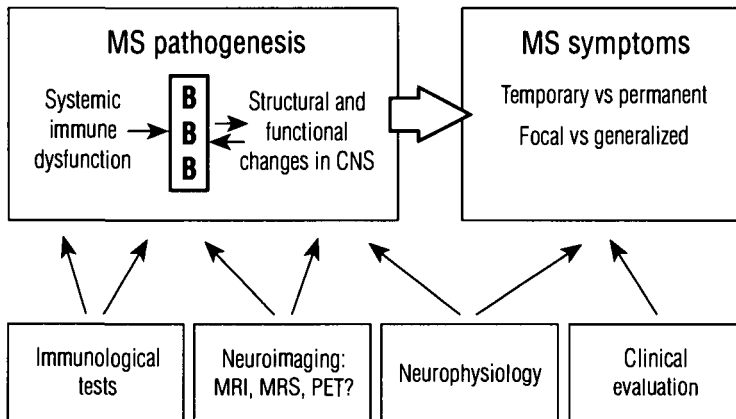 MS pathogenesis
Systemic
immune
dysfunction
B
B
B
Structural and
functional
changes in CNS
MS symptoms
Temporary vs permanent
Focal vs generalized
Immunological
tests
Neuroimaging:
MRI, MRS, PET?
Neurophysiology
Clinical
evaluation